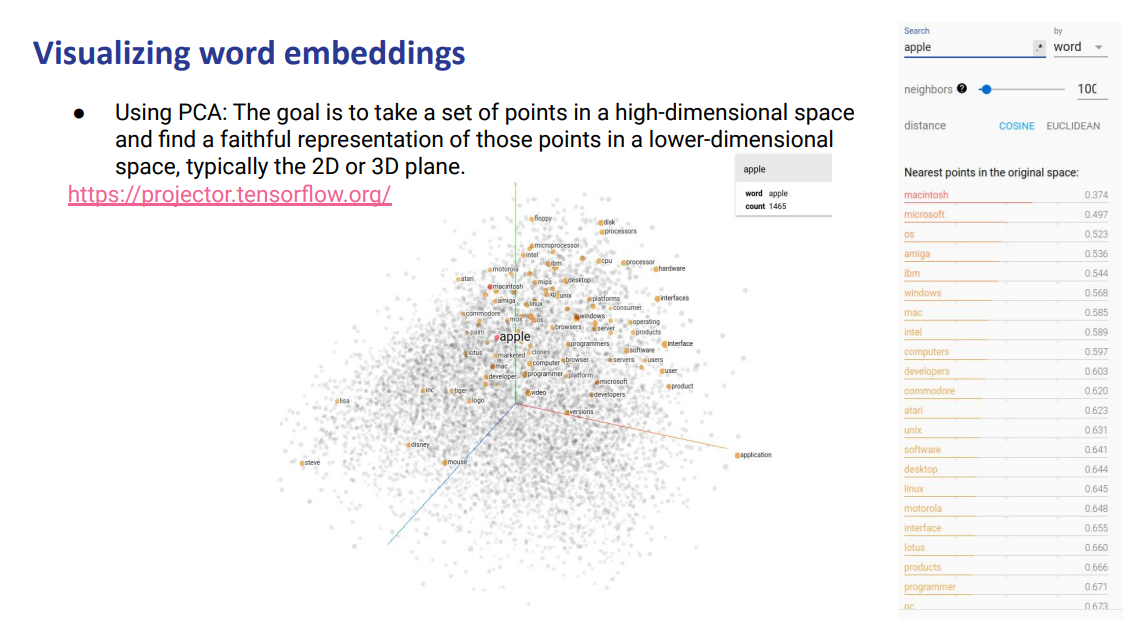 Visualizing word embeddings
● Using PCA: The goal is to take a set of points in a high-dimensional space
and find a faithful representation of those points in a lower-dimensional
space, typically the 2D or 3D plane.
https://projector.tensorflow.org/
apple
word apple
count 1465
floppy
disk
processors
microprocessor
intel
ibm
cpu
processor
hardware
motorola
atari
macintosh
mips
desktop
xp
unix
amiga
linux
platforms
interfaces
consumer
commodore
mos
os
windows
operating
palm
browsers
server
products
apple
programmers
interface
lotus
marketed
clones
software
mac
computer
browser
servers
users
developer
programmer
platform
user
microsoft
product
inc
tiger
video
developers
lisa
logo
versions
disney
application
steve
mouse
Search
by
apple
.*
word
neighbors ?
100
distance
COSINE EUCLIDEAN
Nearest points in the original space:
macintosh 0.374
microsoft 0.497
os 0.523
amiga 0.536
ibm 0.544
windows 0.568
mac 0.585
intel 0.589
computers 0.597
developers 0.603
commodore 0.620
atari 0.623
unix 0.631
software 0.641
desktop 0.644
linux 0.645
motorola 0.648
interface 0.655
lotus 0.660
products 0.666
programmer 0.671
pc 0.673